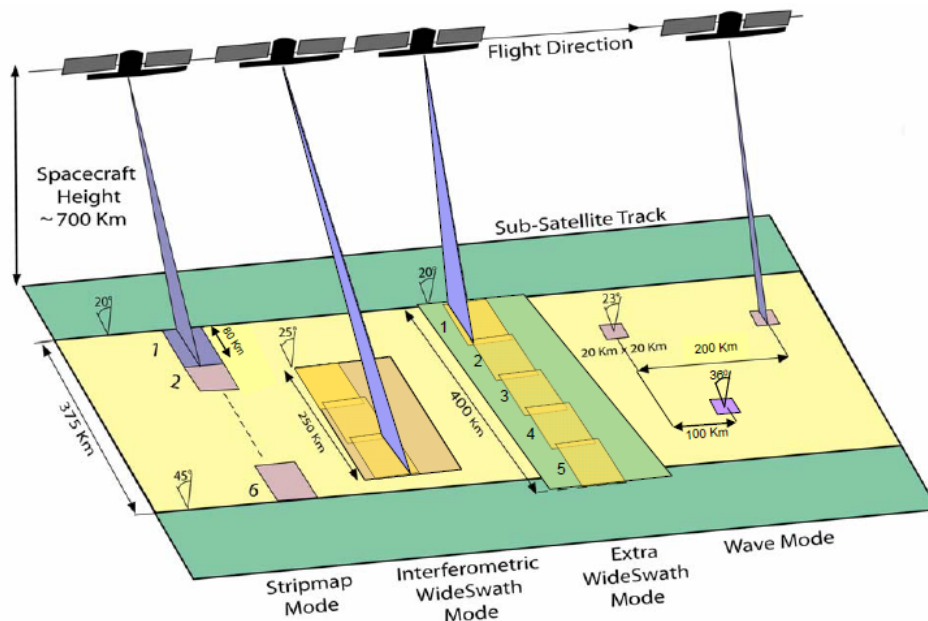 Flight Direction
Spacecraft
Height
~700 Km
Sub-Satellite Track
20°
20°
23°
1
80 Km
25°
1
20 Km x 20 Km
200 Km
2
2
36°
375 Km
250 Km
400 Km
3
100 Km
4
45°
6
5
Stripmap
Mode
Interferometric
WideSwath
Mode
Extra
WideSwath
Mode
Wave Mode